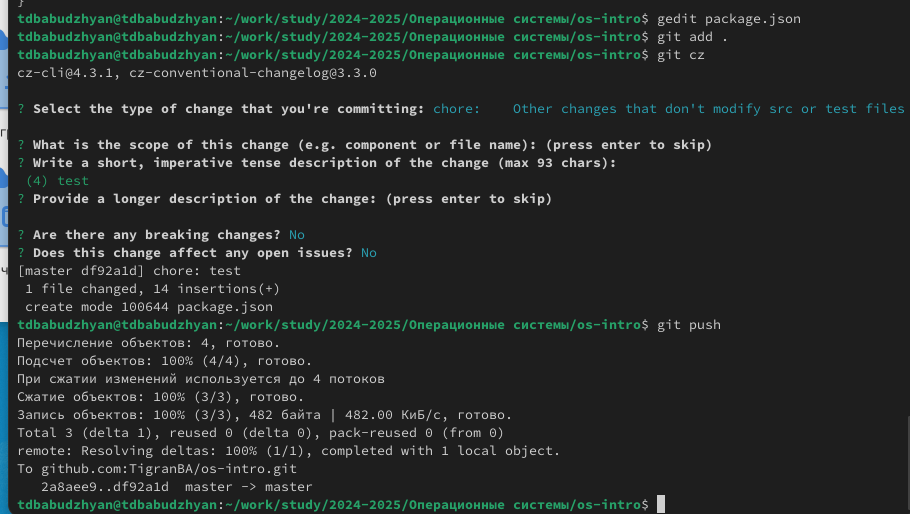 }
tdbabudzhyan@tdbabudzhyan:~/work/study/2024-2025/Операционные системы/os-intro$ gedit package.json
tdbabudzhyan@tdbabudzhyan:~/work/study/2024-2025/Операционные системы/os-intro$ git add .
tdbabudzhyan@tdbabudzhyan:~/work/study/2024-2025/Операционные системы/os-intro$ git cz
cz-cli@4.3.1, cz-conventional-changelog@3.3.0
? Select the type of change that you're committing: chore:    Other changes that don't modify src or test files
? What is the scope of this change (e.g. component or file name): (press enter to skip)
? Write a short, imperative tense description of the change (max 93 chars):
(4) test
? Provide a longer description of the change: (press enter to skip)
? Are there any breaking changes? No
? Does this change affect any open issues? No
[master df92a1d] chore: test
1 file changed, 14 insertions(+)
create mode 100644 package.json
tdbabudzhyan@tdbabudzhyan:~/work/study/2024-2025/Операционные системы/os-intro$ git push
Перечисление объектов: 4, готово.
Подсчет объектов: 100% (4/4), готово.
При сжатии изменений используется до 4 потоков
Сжатие объектов: 100% (3/3), готово.
Запись объектов: 100% (3/3), 482 байта | 482.00 КиБ/с, готово.
Total 3 (delta 1), reused 0 (delta 0), pack-reused 0 (from 0)
remote: Resolving deltas: 100% (1/1), completed with 1 local object.
To github.com:TigranBA/os-intro.git
2a8aee9..df92a1d  master -> master
tdbabudzhyan@tdbabudzhyan:~/work/study/2024-2025/Операционные системы/os-intro$